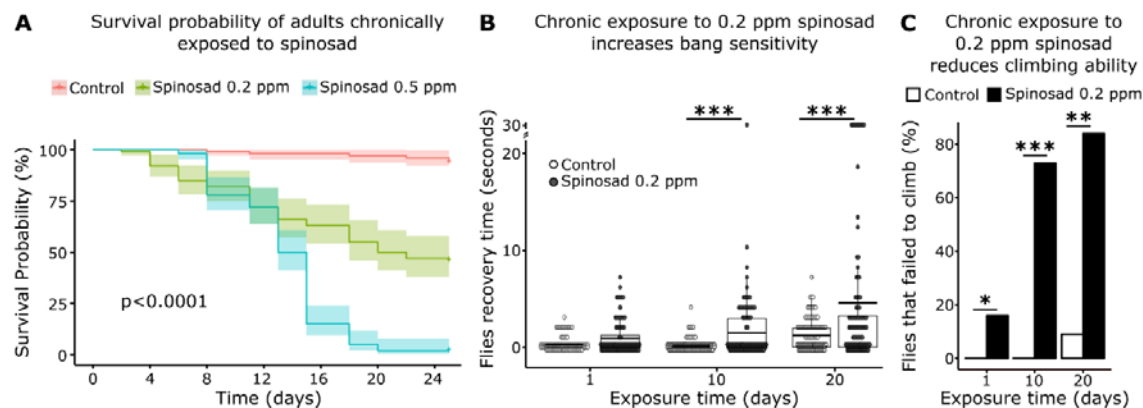 A
Survival probability of adults chronically
exposed to spinosad
Control Spinosad 0.2 ppm Spinosad 0.5 ppm
Survival Probability (%)
100
75
50
25
0
p<0.0001
0 4 8 12 16 20 24
Time (days)
B
Chronic exposure to 0.2 ppm spinosad
increases bang sensitivity
Flies recovery time (seconds)
30
20
10
0
Control
Spinosad 0.2 ppm
***
***
1 10 20
Exposure time (days)
C
Chronic exposure to
0.2 ppm spinosad
reduces climbing ability
Control Spinosad 0.2 ppm
Flies that failed to climb (%)
80
60
40
20
0
*
***
**
1 10 20
Exposure time (days)